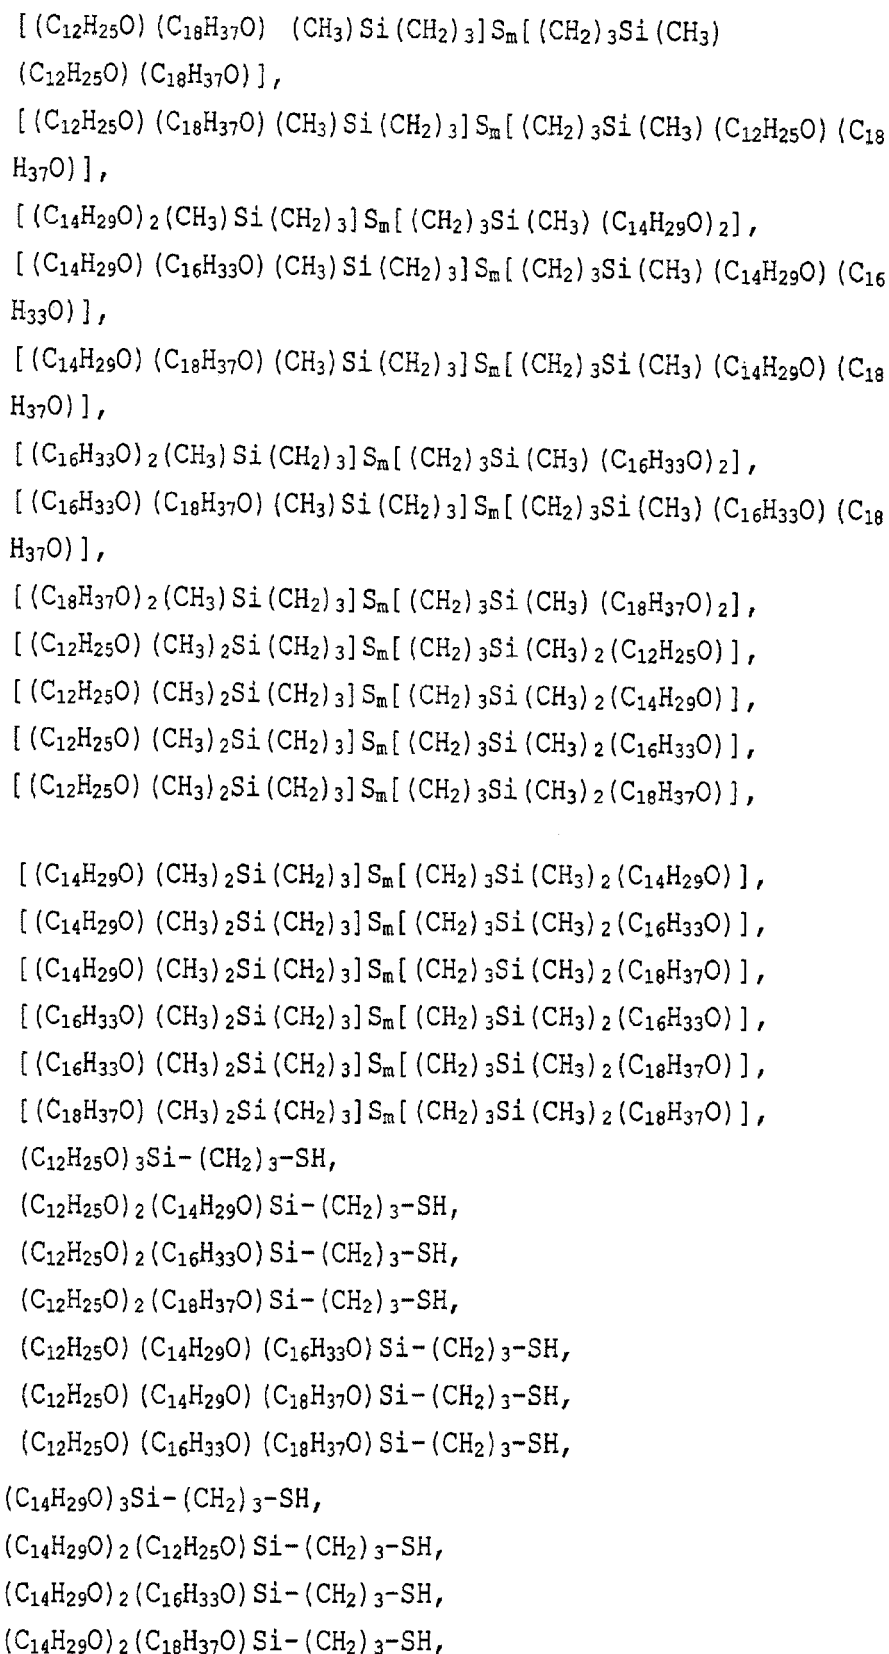 [(C₁₂H₂₅O)(C₁₈H₃₇O) (CH₃)Si(CH₂)₃]Sₘ[(CH₂)₃Si(CH₃)
(C₁₂H₂₅O)(C₁₈H₃₇O)],
[(C₁₂H₂₅O)(C₁₈H₃₇O)(CH₃)Si(CH₂)₃]Sₘ[(CH₂)₃Si(CH₃)(C₁₂H₂₅O)(C₁₈
H₃₇O)],
[(C₁₄H₂₉O)₂(CH₃)Si(CH₂)₃]Sₘ[(CH₂)₃Si(CH₃)(C₁₄H₂₉O)₂],
[(C₁₄H₂₉O)(C₁₆H₃₃O)(CH₃)Si(CH₂)₃]Sₘ[(CH₂)₃Si(CH₃)(C₁₄H₂₉O)(C₁₆
H₃₃O)],
[(C₁₄H₂₉O)(C₁₈H₃₇O)(CH₃)Si(CH₂)₃]Sₘ[(CH₂)₃Si(CH₃)(C₁₄H₂₉O)(C₁₈
H₃₇O)],
[(C₁₆H₃₃O)₂(CH₃)Si(CH₂)₃]Sₘ[(CH₂)₃Si(CH₃)(C₁₆H₃₃O)₂],
[(C₁₆H₃₃O)(C₁₈H₃₇O)(CH₃)Si(CH₂)₃]Sₘ[(CH₂)₃Si(CH₃)(C₁₆H₃₃O)(C₁₈
H₃₇O)],
[(C₁₈H₃₇O)₂(CH₃)Si(CH₂)₃]Sₘ[(CH₂)₃Si(CH₃)(C₁₈H₃₇O)₂],
[(C₁₂H₂₅O)(CH₃)₂Si(CH₂)₃]Sₘ[(CH₂)₃Si(CH₃)₂(C₁₂H₂₅O)],
[(C₁₂H₂₅O)(CH₃)₂Si(CH₂)₃]Sₘ[(CH₂)₃Si(CH₃)₂(C₁₄H₂₉O)],
[(C₁₂H₂₅O)(CH₃)₂Si(CH₂)₃]Sₘ[(CH₂)₃Si(CH₃)₂(C₁₆H₃₃O)],
[(C₁₂H₂₅O)(CH₃)₂Si(CH₂)₃]Sₘ[(CH₂)₃Si(CH₃)₂(C₁₈H₃₇O)],
[(C₁₄H₂₉O)(CH₃)₂Si(CH₂)₃]Sₘ[(CH₂)₃Si(CH₃)₂(C₁₄H₂₉O)],
[(C₁₄H₂₉O)(CH₃)₂Si(CH₂)₃]Sₘ[(CH₂)₃Si(CH₃)₂(C₁₆H₃₃O)],
[(C₁₄H₂₉O)(CH₃)₂Si(CH₂)₃]Sₘ[(CH₂)₃Si(CH₃)₂(C₁₈H₃₇O)],
[(C₁₆H₃₃O)(CH₃)₂Si(CH₂)₃]Sₘ[(CH₂)₃Si(CH₃)₂(C₁₆H₃₃O)],
[(C₁₆H₃₃O)(CH₃)₂Si(CH₂)₃]Sₘ[(CH₂)₃Si(CH₃)₂(C₁₈H₃₇O)],
[(C₁₈H₃₇O)(CH₃)₂Si(CH₂)₃]Sₘ[(CH₂)₃Si(CH₃)₂(C₁₈H₃₇O)],
(C₁₂H₂₅O)₃Si-(CH₂)₃-SH,
(C₁₂H₂₅O)₂(C₁₄H₂₉O)Si-(CH₂)₃-SH,
(C₁₂H₂₅O)₂(C₁₆H₃₃O)Si-(CH₂)₃-SH,
(C₁₂H₂₅O)₂(C₁₈H₃₇O)Si-(CH₂)₃-SH,
(C₁₂H₂₅O)(C₁₄H₂₉O)(C₁₆H₃₃O)Si-(CH₂)₃-SH,
(C₁₂H₂₅O)(C₁₄H₂₉O)(C₁₈H₃₇O)Si-(CH₂)₃-SH,
(C₁₂H₂₅O)(C₁₆H₃₃O)(C₁₈H₃₇O)Si-(CH₂)₃-SH,
(C₁₄H₂₉O)₃Si-(CH₂)₃-SH,
(C₁₄H₂₉O)₂(C₁₂H₂₅O)Si-(CH₂)₃-SH,
(C₁₄H₂₉O)₂(C₁₆H₃₃O)Si-(CH₂)₃-SH,
(C₁₄H₂₉O)₂(C₁₈H₃₇O)Si-(CH₂)₃-SH,